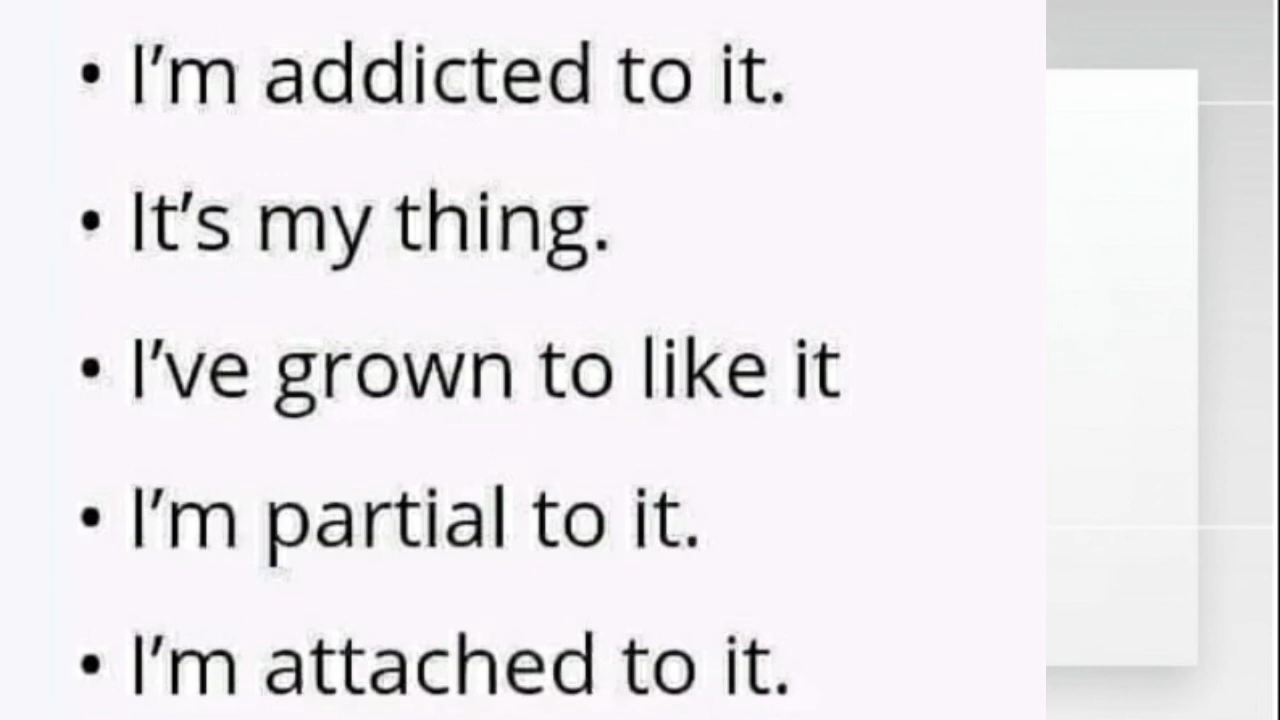 • I’m addicted to it.
• It’s my thing.
• I’ve grown to like it
• I’m partial to it.
• I’m attached to it.